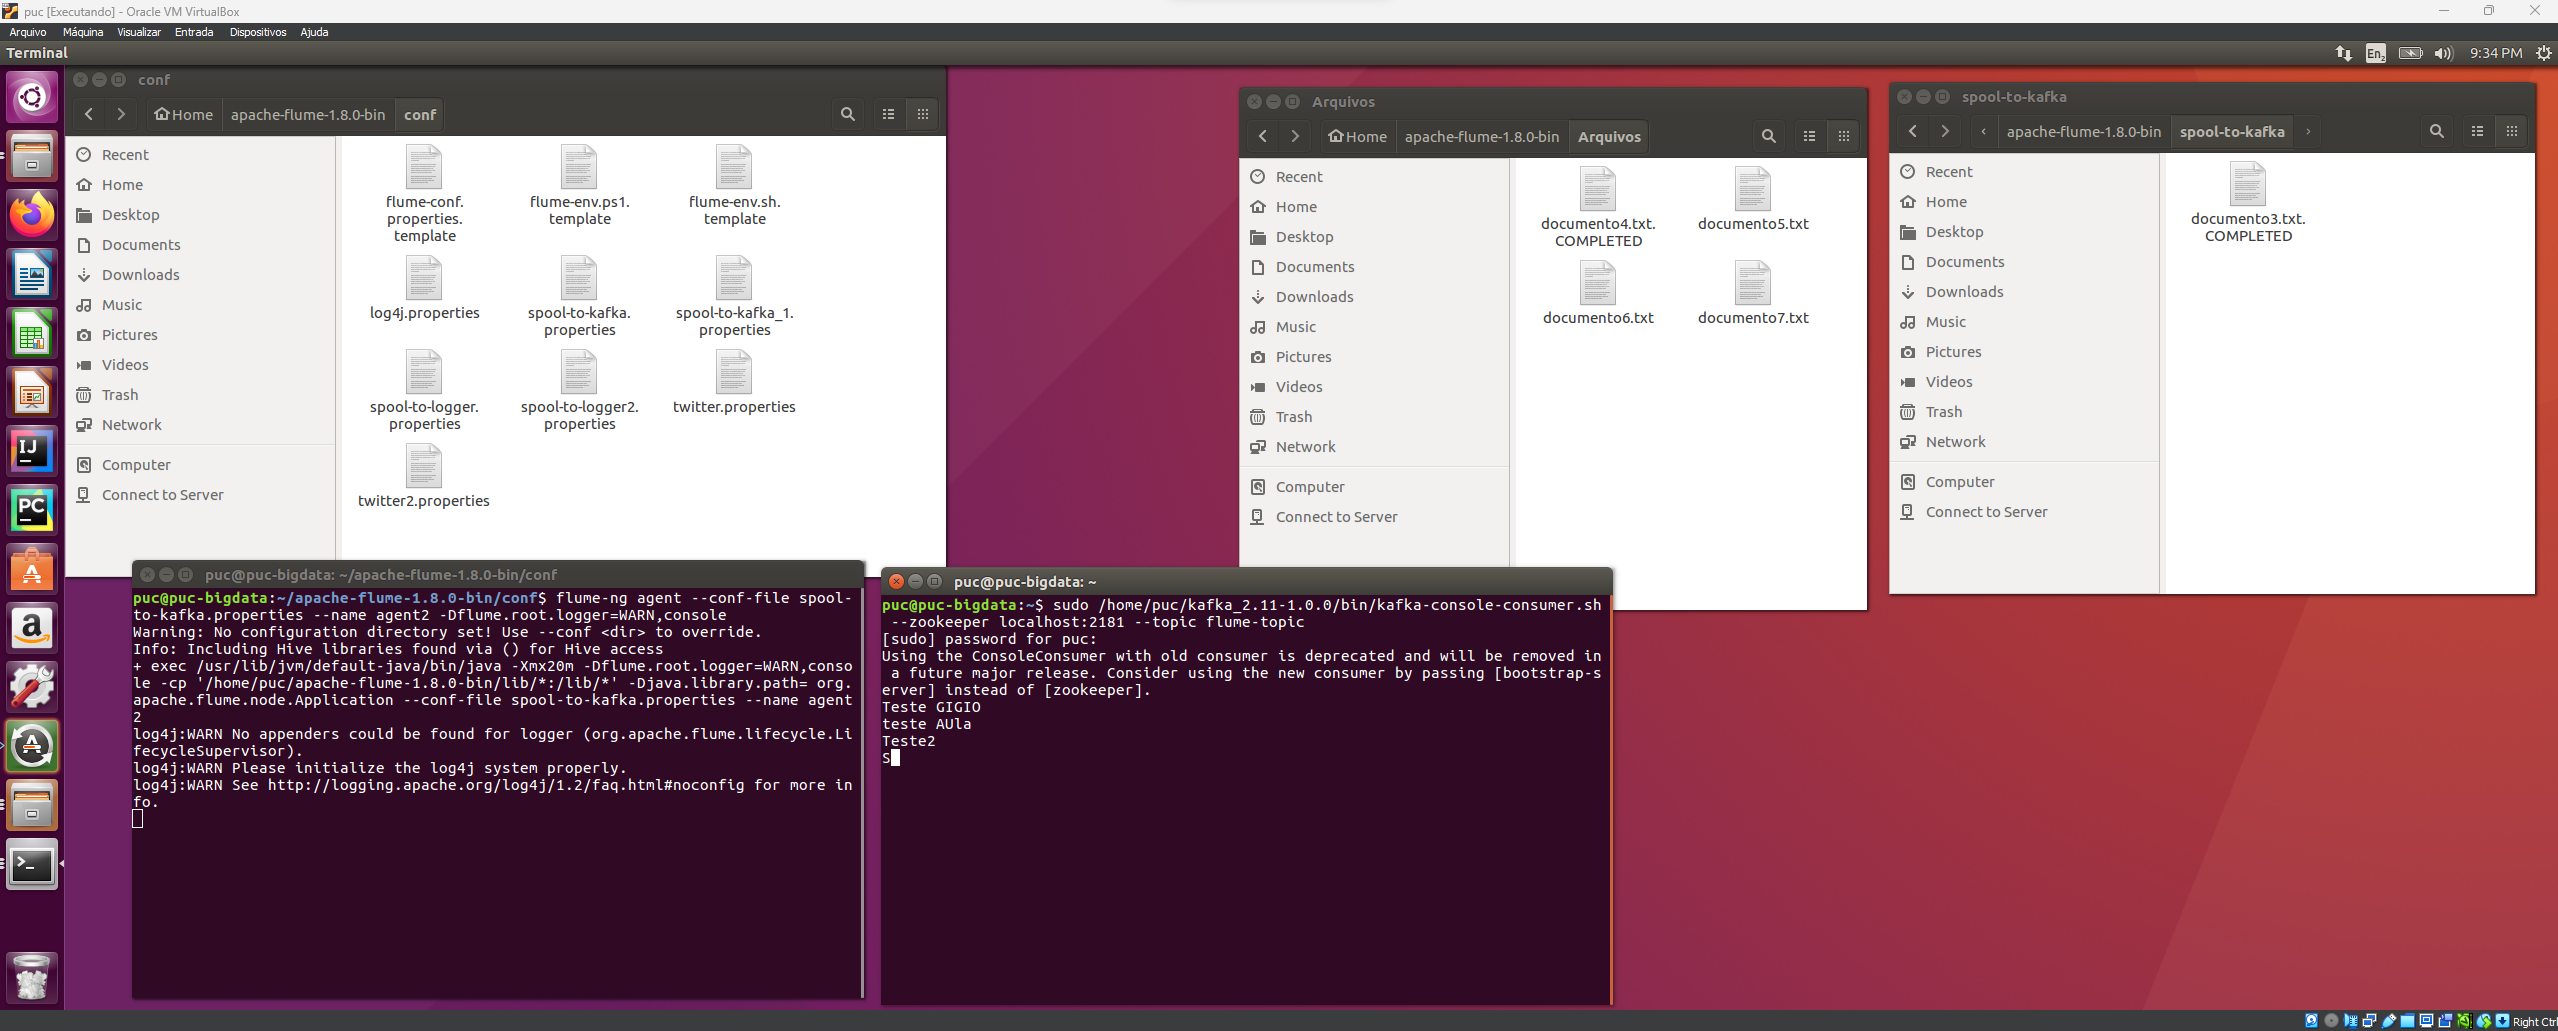 puc [Executando] - Oracle VM VirtualBox
Arquivo Máquina Visualizar Entrada Dispositivos Ajuda
Terminal
En2
9:34 PM
conf
Home apache-flume-1.8.0-bin conf
Recent
Home
Desktop
Documents
Downloads
Music
Pictures
Videos
Trash
Network
Computer
Connect to Server
flume-conf.
properties.
template
flume-env.ps1.
template
flume-env.sh.
template
log4j.properties
spool-to-kafka.
properties
spool-to-kafka_1.
properties
spool-to-logger.
properties
spool-to-logger2.
properties
twitter.properties
twitter2.properties
Arquivos
Home apache-flume-1.8.0-bin Arquivos
Recent
Home
Desktop
Documents
Downloads
Music
Pictures
Videos
Trash
Network
Computer
Connect to Server
documento4.txt.
COMPLETED
documento5.txt
documento6.txt
documento7.txt
spool-to-kafka
apache-flume-1.8.0-bin spool-to-kafka
Recent
Home
Desktop
Documents
Downloads
Music
Pictures
Videos
Trash
Network
Computer
Connect to Server
documento3.txt.
COMPLETED
IJ
PC
a
puc@puc-bigdata: ~/apache-flume-1.8.0-bin/conf
puc@puc-bigdata:~/apache-flume-1.8.0-bin/conf$ flume-ng agent --conf-file spool-
to-kafka.properties --name agent2 -Dflume.root.logger=WARN,console
Warning: No configuration directory set! Use --conf <dir> to override.
Info: Including Hive libraries found via () for Hive access
+ exec /usr/lib/jvm/default-java/bin/java -Xmx20m -Dflume.root.logger=WARN,conso
le -cp '/home/puc/apache-flume-1.8.0-bin/lib/*:/lib/*' -Djava.library.path= org.
apache.flume.node.Application --conf-file spool-to-kafka.properties --name agent
2
log4j:WARN No appenders could be found for logger (org.apache.flume.lifecycle.Li
fecycleSupervisor).
log4j:WARN Please initialize the log4j system properly.
log4j:WARN See http://logging.apache.org/log4j/1.2/faq.html#noconfig for more in
fo.
puc@puc-bigdata: ~
puc@puc-bigdata:~$ sudo /home/puc/kafka_2.11-1.0.0/bin/kafka-console-consumer.sh
--zookeeper localhost:2181 --topic flume-topic
[sudo] password for puc:
Using the ConsoleConsumer with old consumer is deprecated and will be removed in
a future major release. Consider using the new consumer by passing [bootstrap-s
erver] instead of [zookeeper].
Teste GIGIO
teste AUla
Teste2
S
Right Ctrl